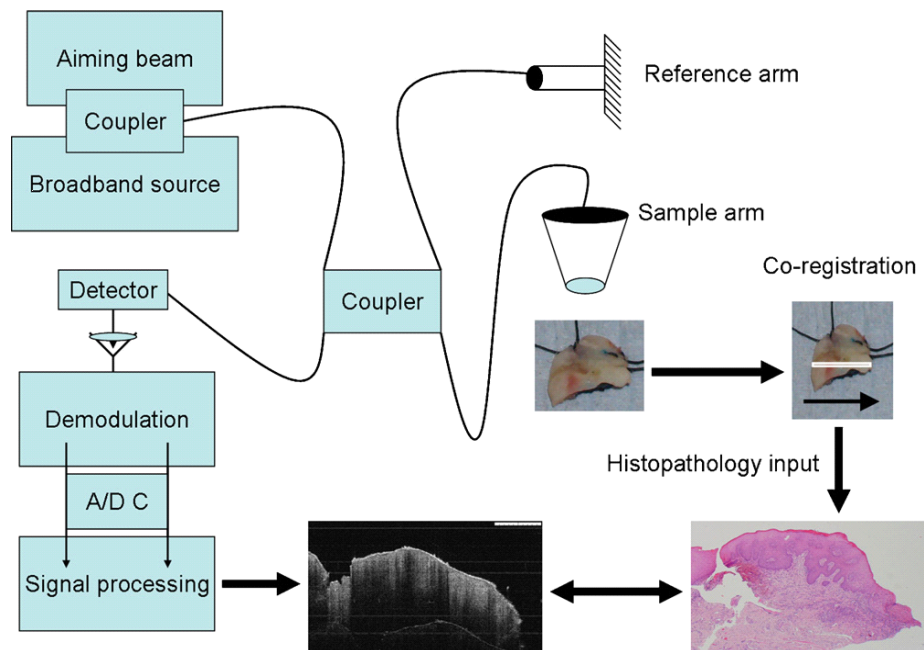 Aiming beam
Coupler
Broadband source
Reference arm
Sample arm
Co-registration
Detector
Coupler
Demodulation
Histopathology input
A/D C
Signal processing